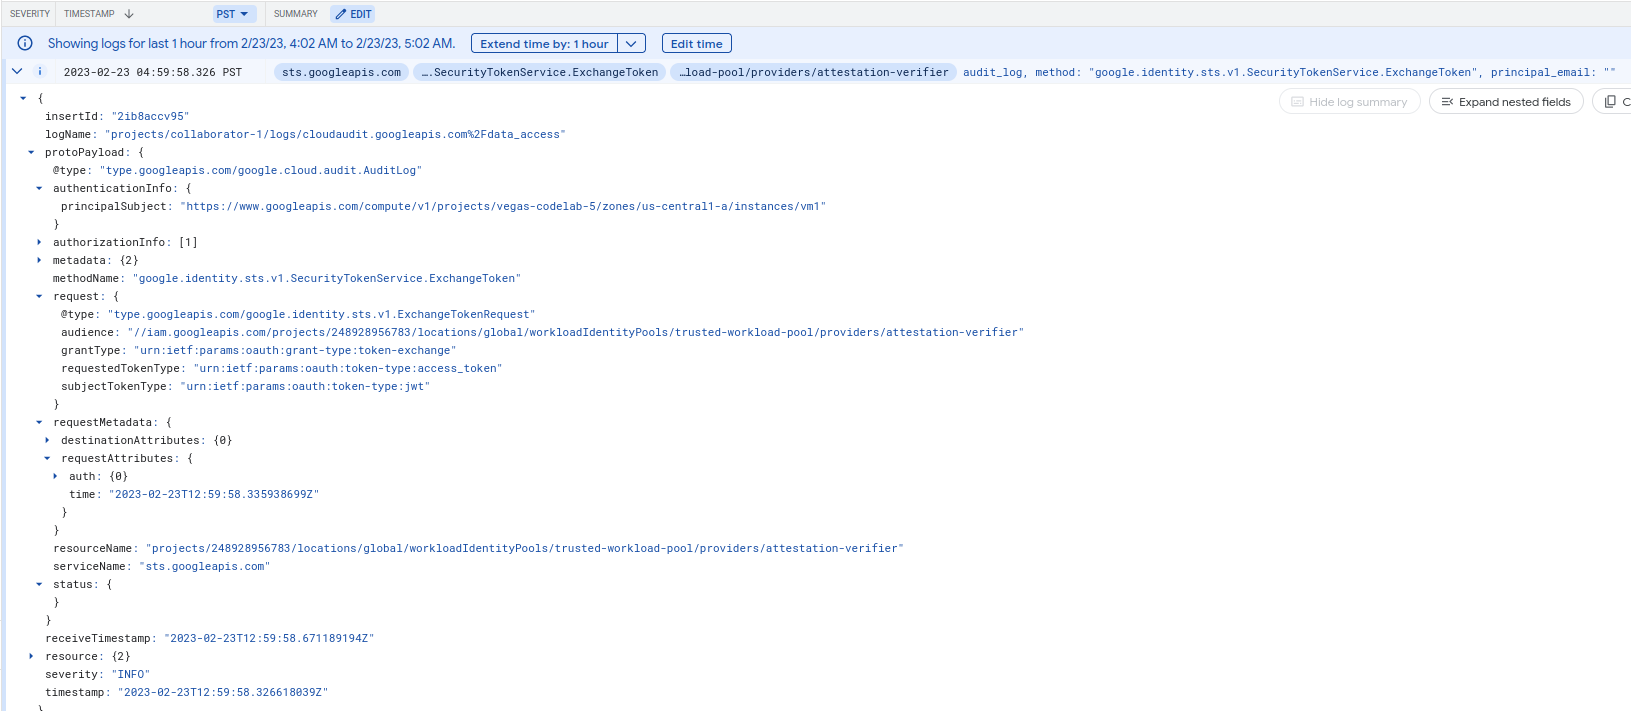 SEVERITY TIMESTAMP PST SUMMARY EDIT
Showing logs for last 1 hour from 2/23/23, 4:02 AM to 2/23/23, 5:02 AM. Extend time by: 1 hour Edit time
2023-02-23 04:59:58.326 PST sts.googleapis.com ….SecurityTokenService.ExchangeToken …load-pool/providers/attestation-verifier audit_log, method: "google.identity.sts.v1.SecurityTokenService.ExchangeToken", principal_email: ""
{
Hide log summary Expand nested fields C
insertId: "2ib8accv95"
logName: "projects/collaborator-1/logs/cloudaudit.googleapis.com%2Fdata_access"
protoPayload: {
@type: "type.googleapis.com/google.cloud.audit.AuditLog"
authenticationInfo: {
principalSubject: "https://www.googleapis.com/compute/v1/projects/vegas-codelab-5/zones/us-central1-a/instances/vm1"
}
authorizationInfo: [1]
metadata: {2}
methodName: "google.identity.sts.v1.SecurityTokenService.ExchangeToken"
request: {
@type: "type.googleapis.com/google.identity.sts.v1.ExchangeTokenRequest"
audience: "//iam.googleapis.com/projects/248928956783/locations/global/workloadIdentityPools/trusted-workload-pool/providers/attestation-verifier"
grantType: "urn:ietf:params:oauth:grant-type:token-exchange"
requestedTokenType: "urn:ietf:params:oauth:token-type:access_token"
subjectTokenType: "urn:ietf:params:oauth:token-type:jwt"
}
requestMetadata: {
destinationAttributes: {0}
requestAttributes: {
auth: {0}
time: "2023-02-23T12:59:58.335938699Z"
}
}
resourceName: "projects/248928956783/locations/global/workloadIdentityPools/trusted-workload-pool/providers/attestation-verifier"
serviceName: "sts.googleapis.com"
status: {
}
}
receiveTimestamp: "2023-02-23T12:59:58.671189194Z"
resource: {2}
severity: "INFO"
timestamp: "2023-02-23T12:59:58.326618039Z"
}